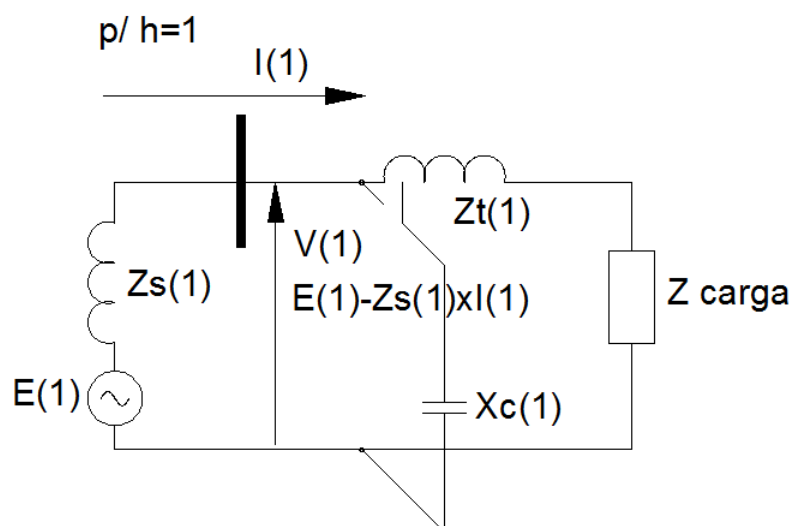 p/ h=1
I(1)
Zt(1)
V(1)
Zs(1)
E(1)-Zs(1)xI(1)
Z carga
E(1)
Xc(1)